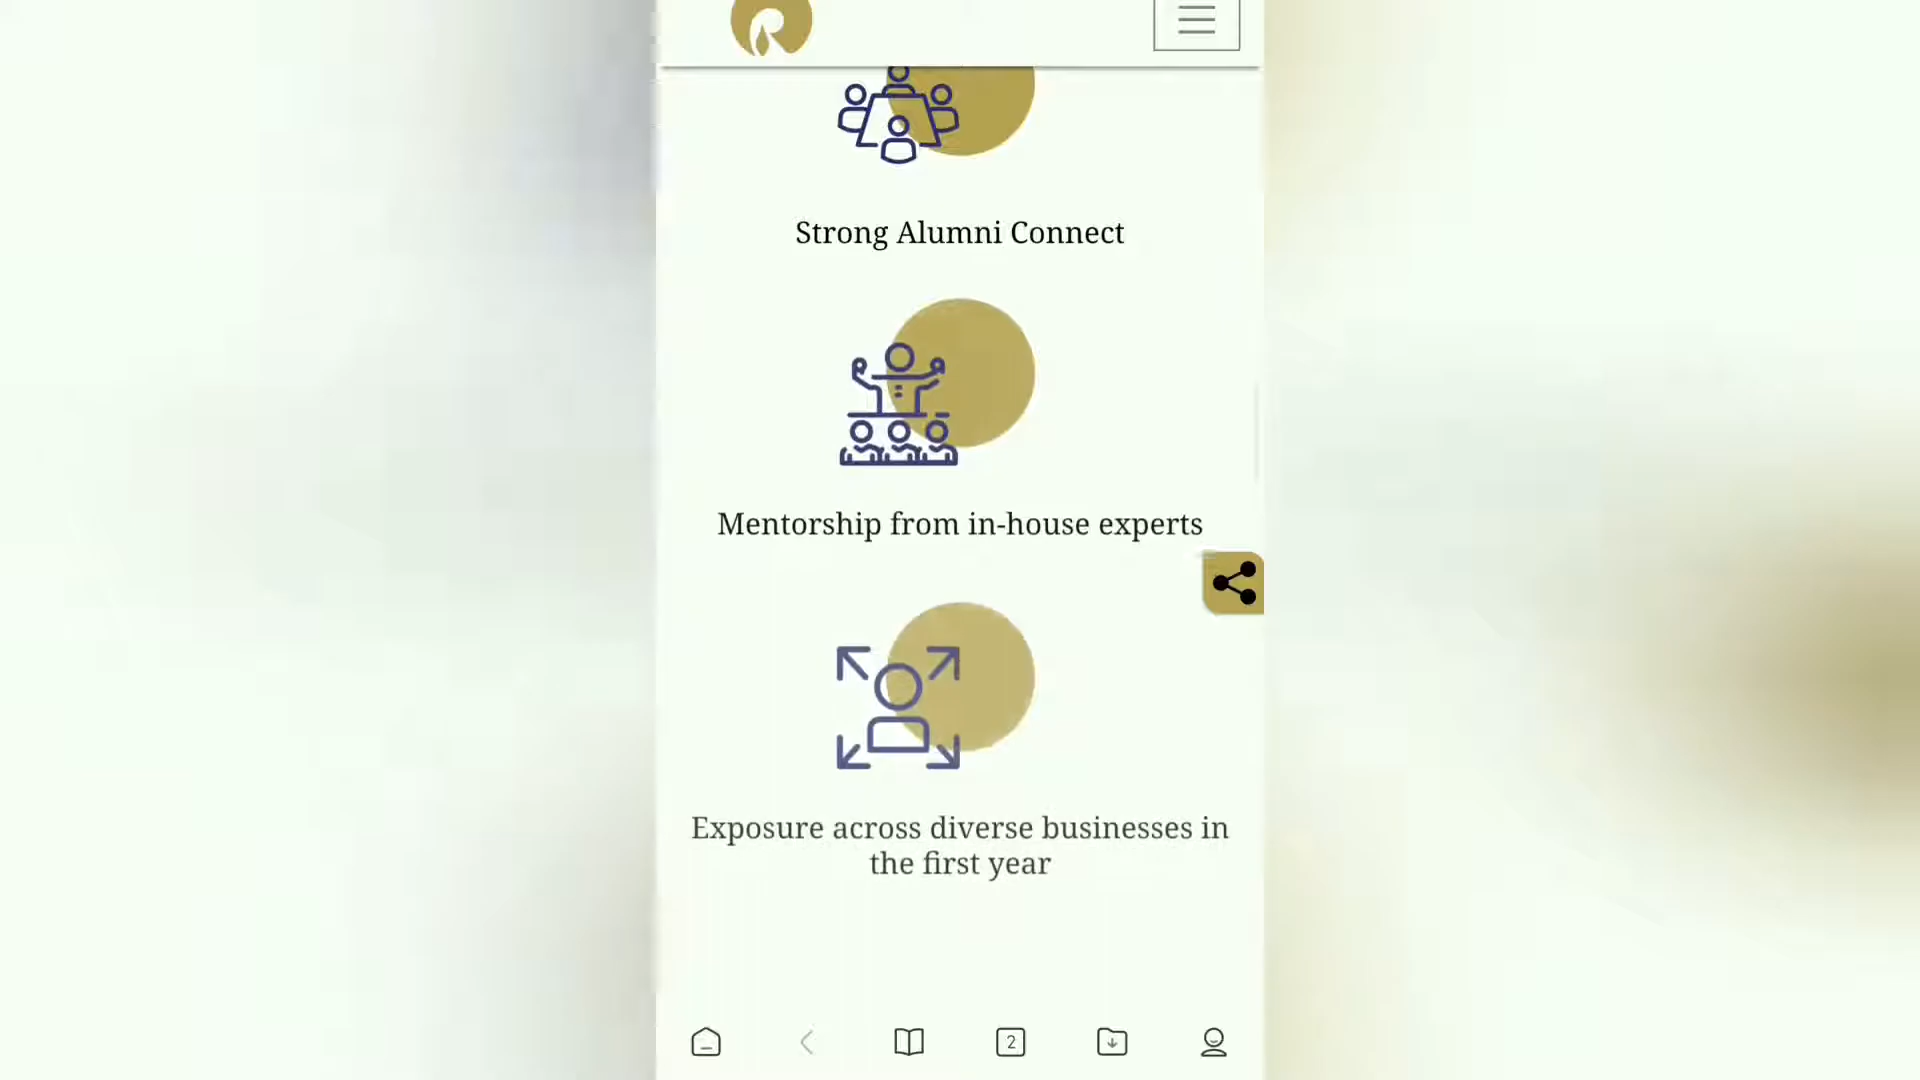 Strong Alumni Connect
Mentorship from in-house experts
Exposure across diverse businesses in
the first year
2